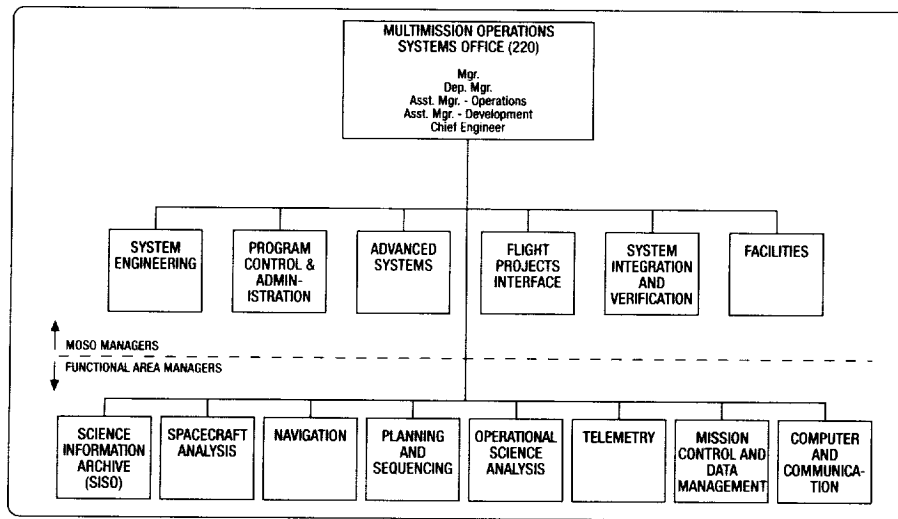 MULTIMISSION OPERATIONS
SYSTEMS OFFICE (220)
Mgr.
Dep. Mgr.
Asst. Mgr. - Operations
Asst. Mgr. - Development
Chief Engineer
SYSTEM
ENGINEERING
PROGRAM
CONTROL &
ADMIN-
ISTRATION
ADVANCED
SYSTEMS
FLIGHT
PROJECTS
INTERFACE
SYSTEM
INTEGRATION
AND
VERIFICATION
FACILITIES
MOSO MANAGERS
FUNCTIONAL AREA MANAGERS
SCIENCE
INFORMATION
ARCHIVE
(SISO)
SPACECRAFT
ANALYSIS
NAVIGATION
PLANNING
AND
SEQUENCING
OPERATIONAL
SCIENCE
ANALYSIS
TELEMETRY
MISSION
CONTROL AND
DATA
MANAGEMENT
COMPUTER
AND
COMMUNICA-
TION